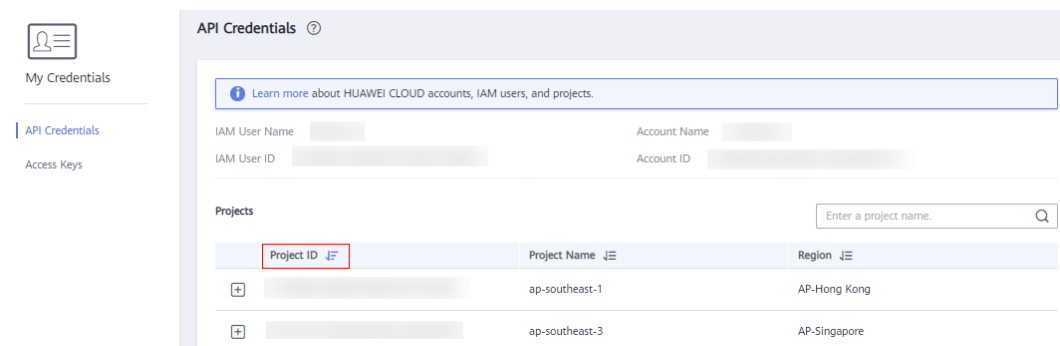 API Credentials
My Credentials
Learn more about HUAWEI CLOUD accounts, IAM users, and projects.
API Credentials
IAM User Name
Account Name
Access Keys
IAM User ID
Account ID
Projects
Enter a project name.
Project ID Project Name Region
ap-southeast-1 AP-Hong Kong
ap-southeast-3 AP-Singapore